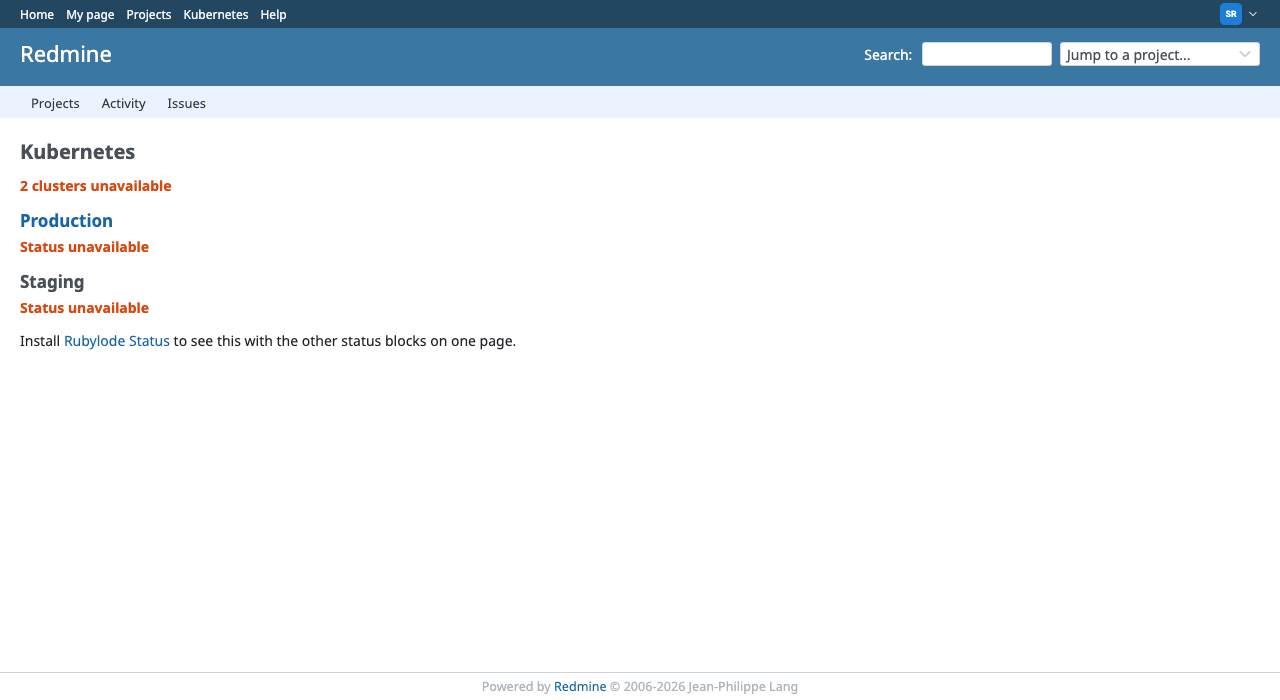 Home My page Projects Kubernetes Help SR
Redmine Search: Jump to a project...
Projects Activity Issues
Kubernetes
2 clusters unavailable
Production
Status unavailable
Staging
Status unavailable
Install Rubylode Status to see this with the other status blocks on one page.
Powered by Redmine © 2006-2026 Jean-Philippe Lang